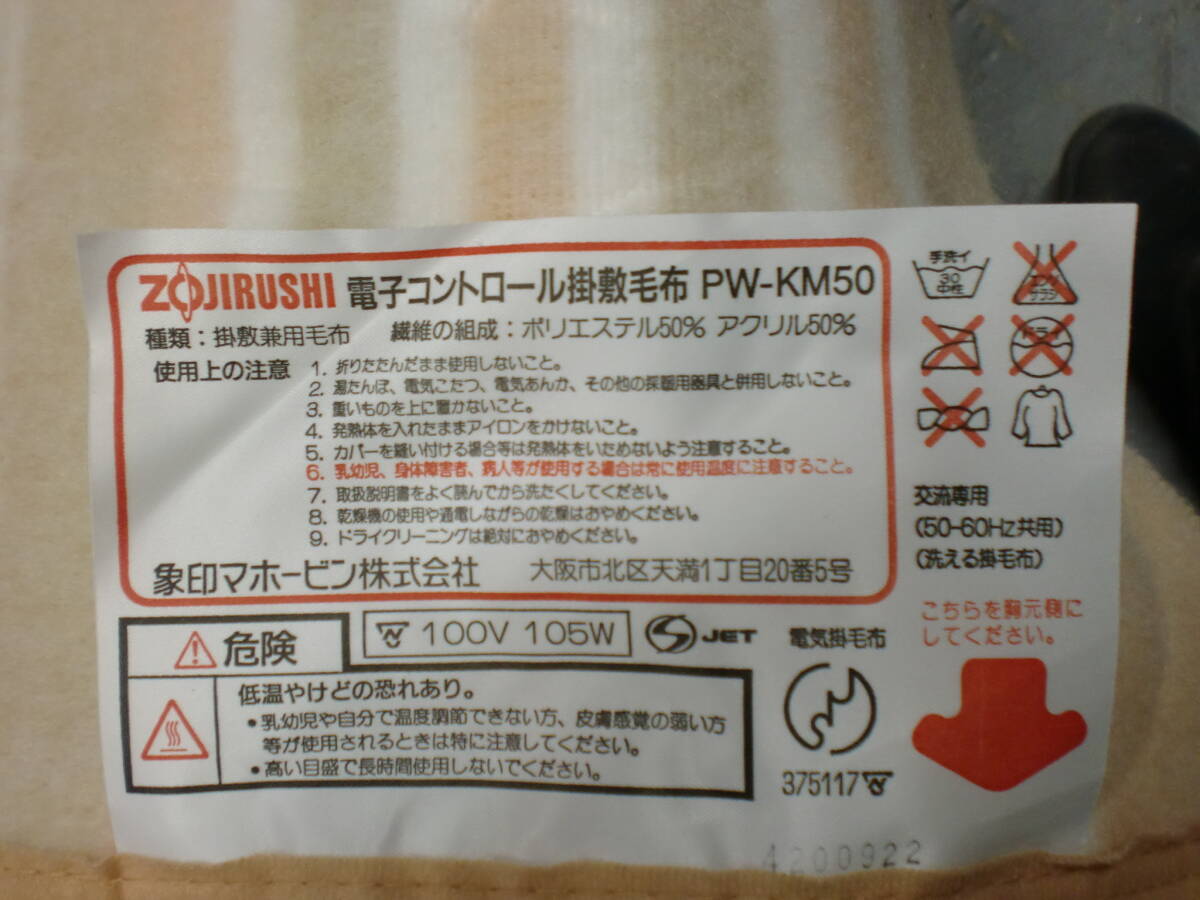 ZOJIRUSHI 電子コントロール掛敷毛布 PW-KM50
種類：掛敷兼用毛布 繊維の組成：ポリエステル50% アクリル50%
使用上の注意 1. 折りたたんだまま使用しないこと。
2. 湯たんぽ、電気こたつ、電気あんか、その他の採暖用器具と併用しないこと。
3. 重いものを上に置かないこと。
4. 発熱体を入れたままアイロンをかけないこと。
5. カバーを縫い付ける場合等は発熱体をいためないよう注意すること。
6. 乳幼児、身体障害者、病人等が使用する場合は常に使用温度に注意すること。
7. 取扱説明書をよく読んでから洗たくしてください。
8. 乾燥機の使用や通電しながらの乾燥はおやめください。
9. ドライクリーニングは絶対におやめください。
象印マホービン株式会社 大阪市北区天満1丁目20番5号
手洗イ
30
中性
エンソ
サラシ
ドライ
交流専用
(50-60Hz共用)
(洗える掛毛布)
こちらを胸元側に
してください。
危険
100V 105W
JET
電気掛毛布
低温やけどの恐れあり。
•乳幼児や自分で温度調節できない方、皮膚感覚の弱い方
等が使用されるときは特に注意してください。
•高い目盛で長時間使用しないでください。
375117
4200922